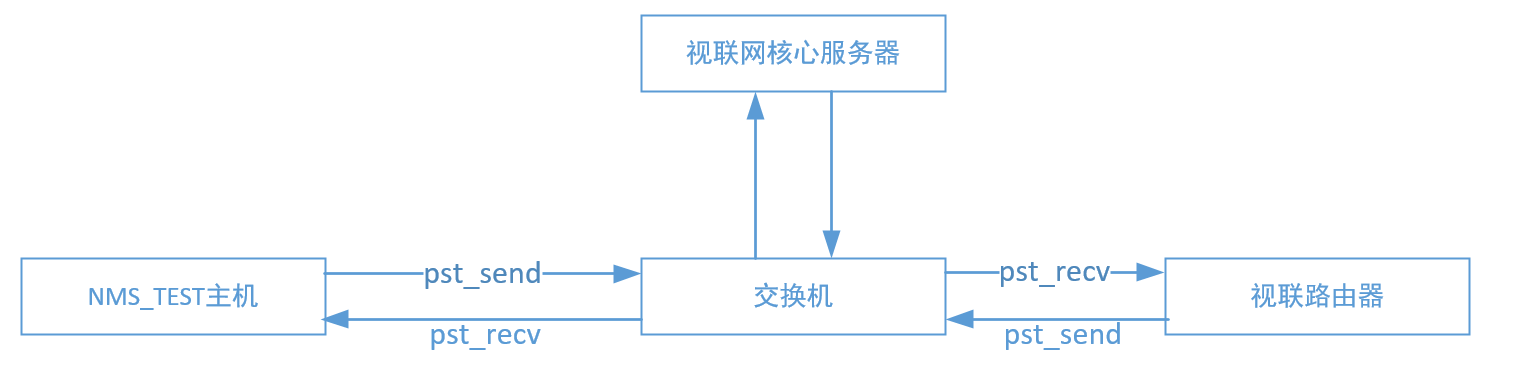 视联网核心服务器
NMS_TEST主机
pst_send
pst_recv
交换机
pst_recv
pst_send
视联路由器